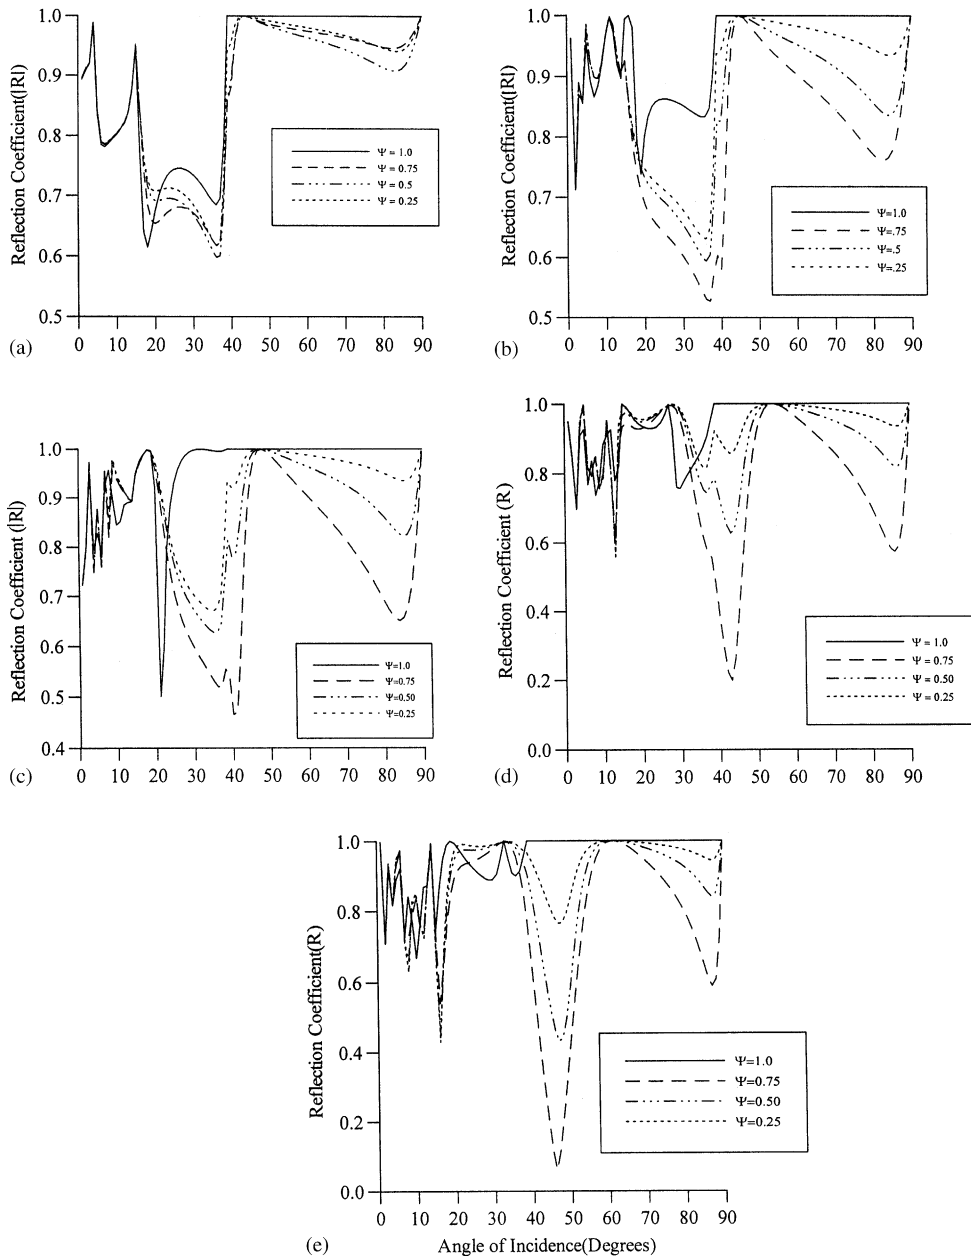 1.0
0.9
0.8
0.7
0.6
0.5
Reflection Coefficient(|R|)
Ψ = 1.0
Ψ = 0.75
Ψ = 0.5
Ψ = 0.25
0 10 20 30 40 50 60 70 80 90
(a)
1.0
0.9
0.8
0.7
0.6
0.5
Reflection Coefficient(|R|)
Ψ=1.0
Ψ=.75
Ψ=.5
Ψ=.25
0 10 20 30 40 50 60 70 80 90
(b)
1.0
0.9
0.8
0.7
0.6
0.5
0.4
Reflection Coefficient (|R|)
Ψ=1.0
Ψ=0.75
Ψ=0.50
Ψ=0.25
0 10 20 30 40 50 60 70 80 90
(c)
1.0
0.8
0.6
0.4
0.2
0.0
Reflection Coefficient (R)
Ψ = 1.0
Ψ = 0.75
Ψ = 0.50
Ψ = 0.25
0 10 20 30 40 50 60 70 80 90
(d)
1.0
0.8
0.6
0.4
0.2
0.0
Reflection Coefficient(R)
Ψ=1.0
Ψ=0.75
Ψ=0.50
Ψ=0.25
0 10 20 30 40 50 60 70 80 90
(e)
Angle of Incidence(Degrees)